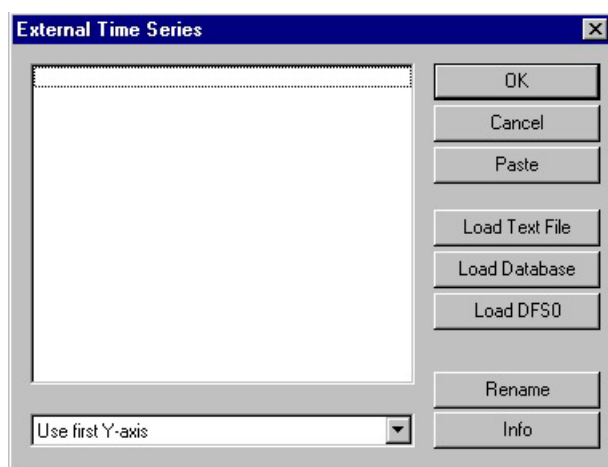 External Time Series
OK
Cancel
Paste
Load Text File
Load Database
Load DFS0
Rename
Use first Y-axis
Info